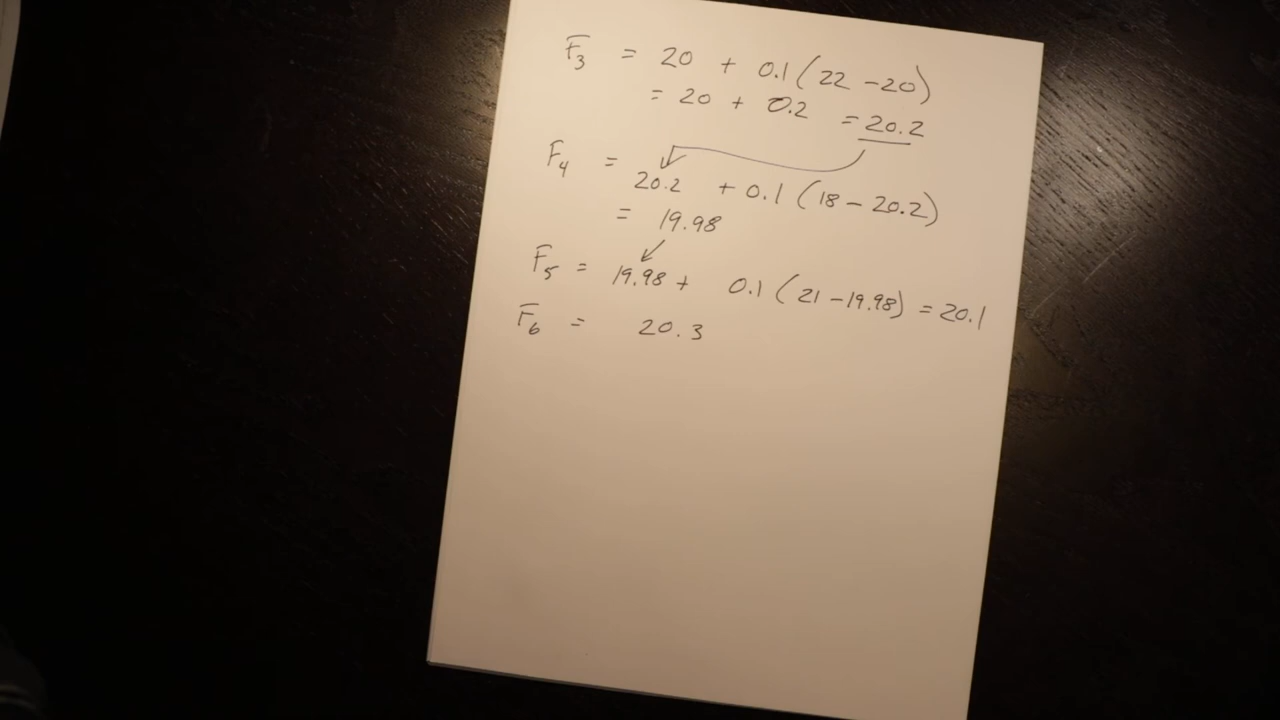 F3 = 20 + 0.1(22 - 20)
= 20 + 0.2 = 20.2
F4 = 20.2 + 0.1(18 - 20.2)
= 19.98
F5 = 19.98 + 0.1(21 - 19.98) = 20.1
F6 = 20.3